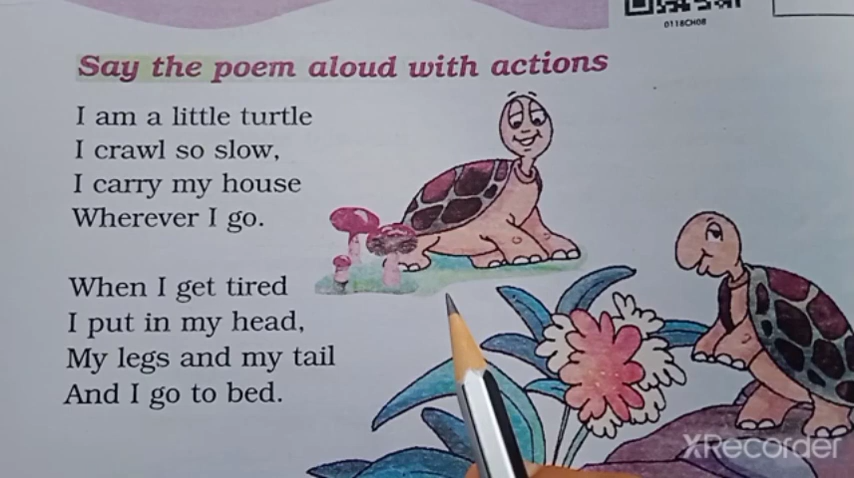 0118CH08
Say the poem aloud with actions
I am a little turtle
I crawl so slow,
I carry my house
Wherever I go.
When I get tired
I put in my head,
My legs and my tail
And I go to bed.
XRecorder